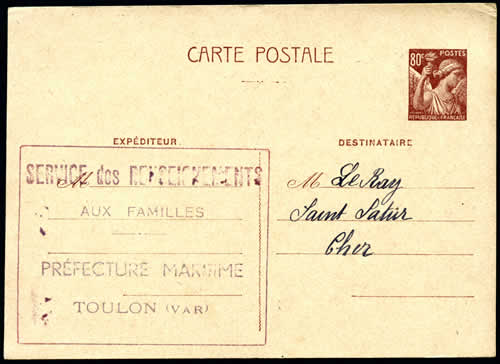 CARTE POSTALE
80c POSTES
REPUBLIQUE FRANÇAISE
EXPÉDITEUR
M
SERVICE des RENSEIGNEMENTS
AUX FAMILLES
PRÉFECTURE MARITIME
TOULON (VAR)
DESTINATAIRE
M Le Ray
Saint Satur
Cher